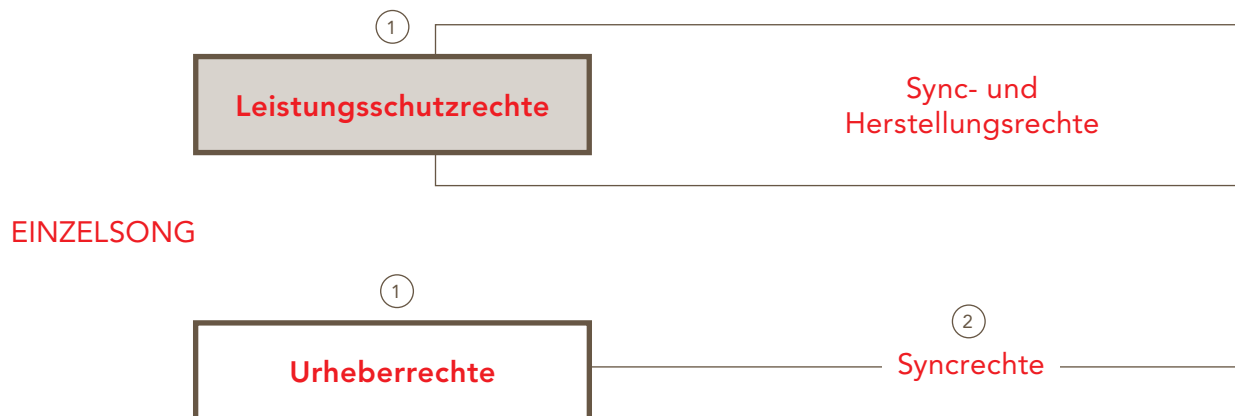 1
Leistungsschutzrechte
Sync- und
Herstellungsrechte
EINZELSONG
1
2
Urheberrechte
Syncrechte